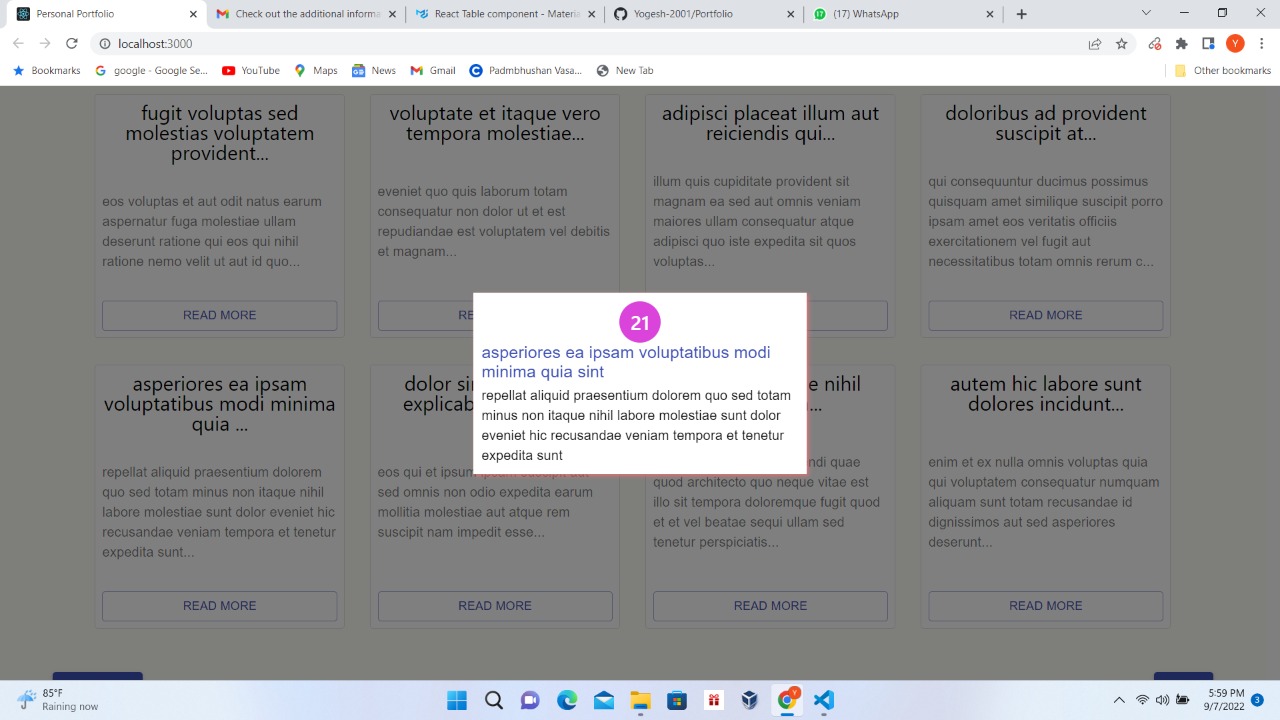 Personal Portfolio
Check out the additional informa
React Table component - Materia
Yogesh-2001/Portfolio
(17) WhatsApp
localhost:3000
Y
Bookmarks
google - Google Se...
YouTube
Maps
News
Gmail
Padmbhushan Vasa...
New Tab
Other bookmarks
fugit voluptas sed
molestias voluptatem
provident...
eos voluptas et aut odit natus earum
aspernatur fuga molestiae ullam
deserunt ratione qui eos qui nihil
ratione nemo velit ut aut id quo...
READ MORE
voluptate et itaque vero
tempora molestiae...
eveniet quo quis laborum totam
consequatur non dolor ut et est
repudiandae est voluptatem vel debitis
et magnam...
RE
adipisci placeat illum aut
reiciendis qui...
illum quis cupiditate provident sit
magnam ea sed aut omnis veniam
maiores ullam consequatur atque
adipisci quo iste expedita sit quos
voluptas...
doloribus ad provident
suscipit at...
qui consequuntur ducimus possimus
quisquam amet similique suscipit porro
ipsam amet eos veritatis officiis
exercitationem vel fugit aut
necessitatibus totam omnis rerum c...
READ MORE
21
asperiores ea ipsam voluptatibus modi
minima quia sint
repellat aliquid praesentium dolorem quo sed totam
minus non itaque nihil labore molestiae sunt dolor
eveniet hic recusandae veniam tempora et tenetur
expedita sunt
asperiores ea ipsam
voluptatibus modi minima
quia ...
repellat aliquid praesentium dolorem
quo sed totam minus non itaque nihil
labore molestiae sunt dolor eveniet hic
recusandae veniam tempora et tenetur
expedita sunt...
READ MORE
dolor si
explicab
eos qui et ipsum ipsam suscipit aut
sed omnis non odio expedita earum
mollitia molestiae aut atque rem
suscipit nam impedit esse...
READ MORE
e nihil
...
ndi quae
quod architecto quo neque vitae est
illo sit tempora doloremque fugit quod
et et vel beatae sequi ullam sed
tenetur perspiciatis...
READ MORE
autem hic labore sunt
dolores incidunt...
enim et ex nulla omnis voluptas quia
qui voluptatem consequatur numquam
aliquam sunt totam recusandae id
dignissimos aut sed asperiores
deserunt...
READ MORE
85°F
Raining now
5:59 PM
9/7/2022
3